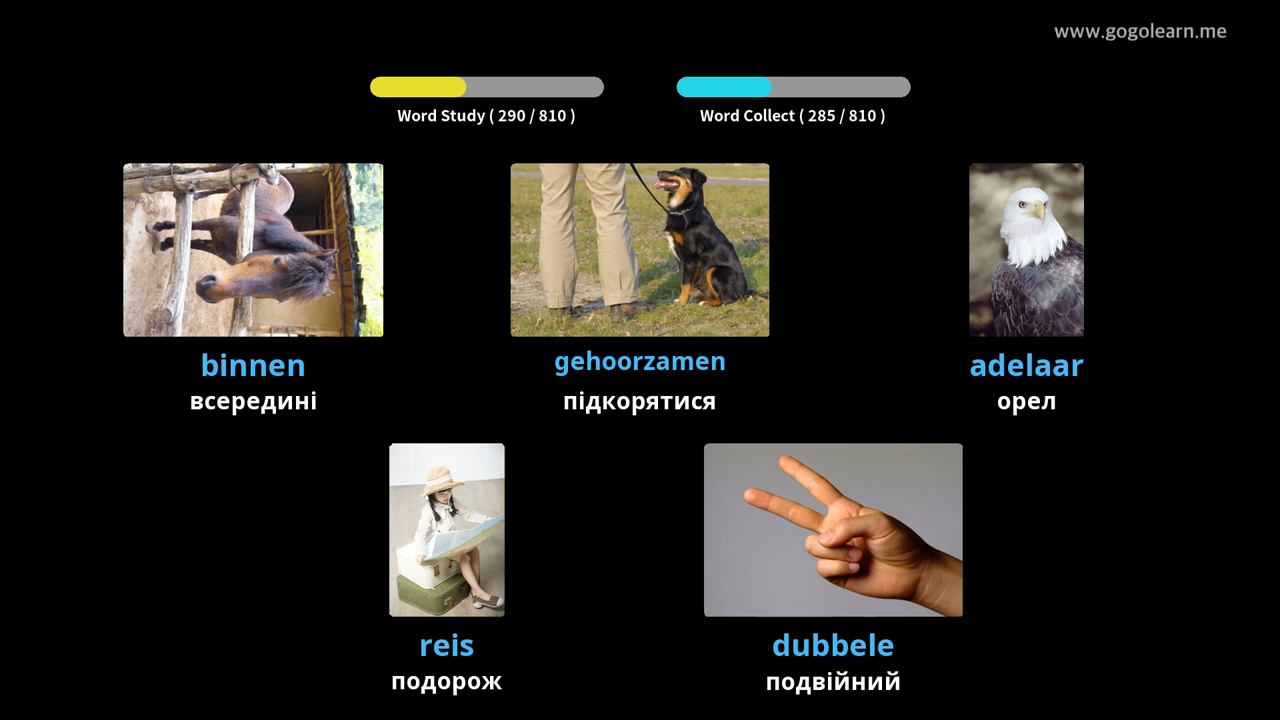 www.gogolearn.me
Word Study ( 290 / 810 )
Word Collect ( 285 / 810 )
binnen
всередині
gehoorzamen
підкорятися
adelaar
орел
reis
подорож
dubbele
подвійний